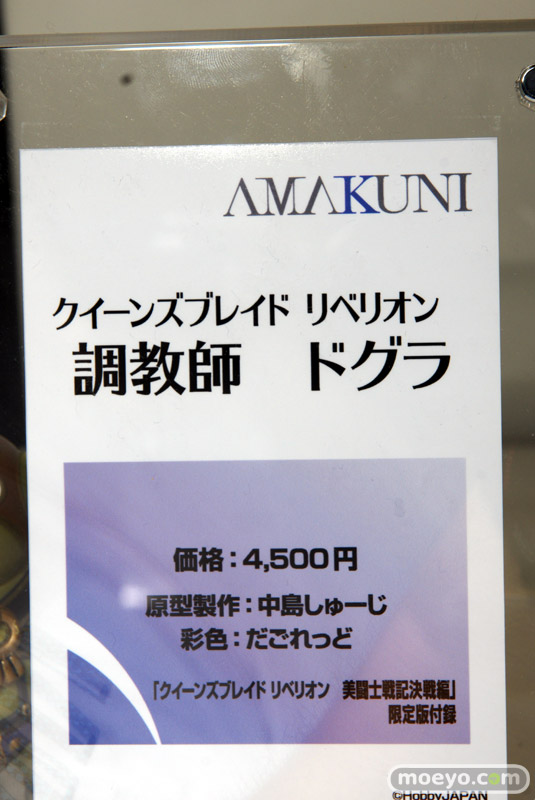 AMAKUNI
クイーンズブレイド リベリオン
調教師 ドグラ
価格：4,500円
原型製作：中島しゅーじ
彩色：だごれっど
「クイーンズブレイド リベリオン 美闘士戦記決戦編」
限定版付録
moeyo.com
©HobbyJAPAN